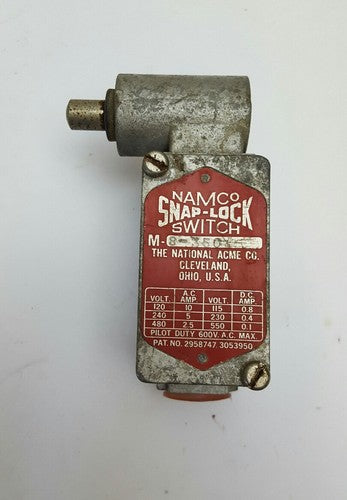 NAMCO
SNAP-LOCK
SWITCH
M-
THE NATIONAL ACME CO.
CLEVELAND,
OHIO, U.S.A.
A.C D.C
VOLT. AMP VOLT. AMP.
120 10 115 0.8
240 5 230 0.4
480 2.5 550 0.1
PILOT DUTY 600V. A.C. MAX.
PAT. NO. 2958747 3053950